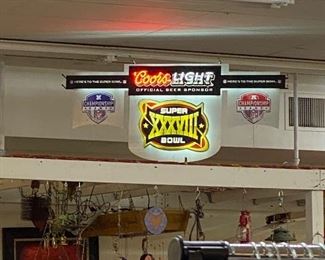 HERE'S TO THE SUPER BOWL
Coors LIGHT
HERE'S TO THE SUPER BOWL
OFFICIAL BEER SPONSOR
CHAMPIONSHIP
CHAMPIONSHIP
SUPER
XXXVIII
BOWL